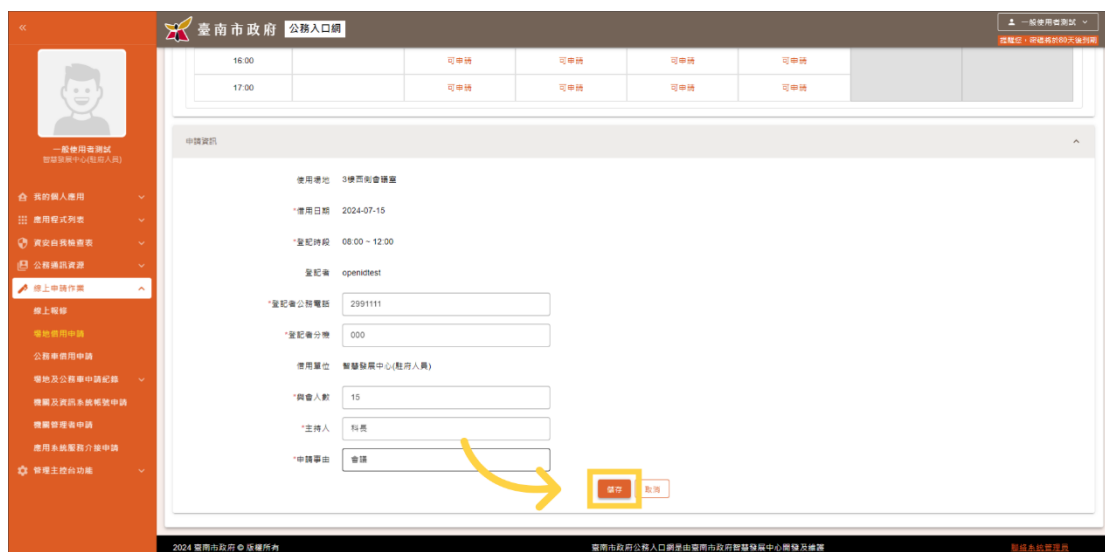 «
臺南市政府 公務入口網
一般使用者測試
提醒您，密碼將於60天後到期
16:00 可申請 可申請 可申請 可申請
17:00 可申請 可申請 可申請 可申請
一般使用者測試
智慧發展中心(駐府人員)
我的個人應用
應用程式列表
資安自我檢查表
公務通訊資源
線上申請作業
線上報修
場地借用申請
公務車借用申請
場地及公務車申請紀錄
機關及資訊系統帳號申請
機關管理者申請
應用系統服務介接申請
管理主控台功能
申請資訊
使用場地 3樓西側會議室
*借用日期 2024-07-15
*登記時段 08:00 ~ 12:00
登記者 openidtest
*登記者公務電話 2991111
*登記者分機 000
借用單位 智慧發展中心(駐府人員)
*與會人數 15
*主持人 科長
*申請事由 會議
儲存 取消
2024 臺南市政府 © 版權所有 臺南市政府公務入口網是由臺南市政府智慧發展中心開發及維護 聯絡系統管理員